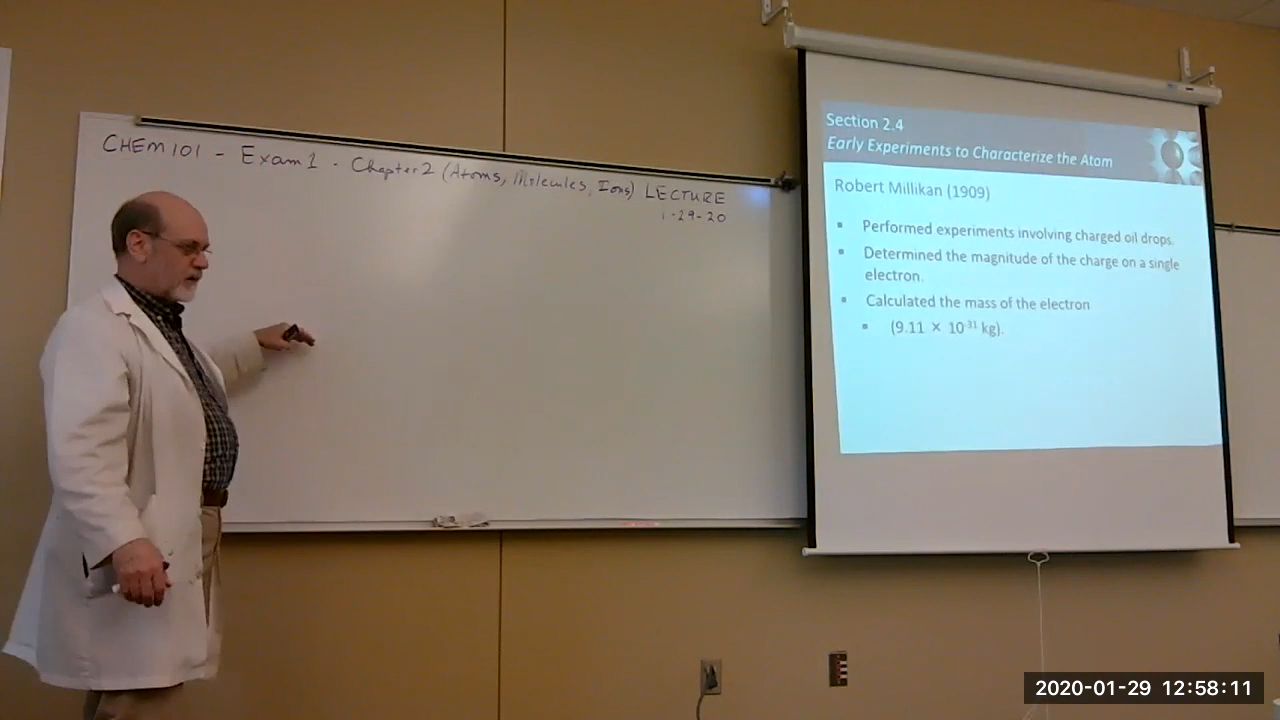 CHEM 101 - Exam 1 - Chapter 2 (Atoms, Molecules, Ions) LECTURE
1-29-20
Section 2.4
Early Experiments to Characterize the Atom
Robert Millikan (1909)
▪ Performed experiments involving charged oil drops.
▪ Determined the magnitude of the charge on a single
electron.
▪ Calculated the mass of the electron
▪ (9.11 × 10⁻³¹ kg).
2020-01-29 12:58:11